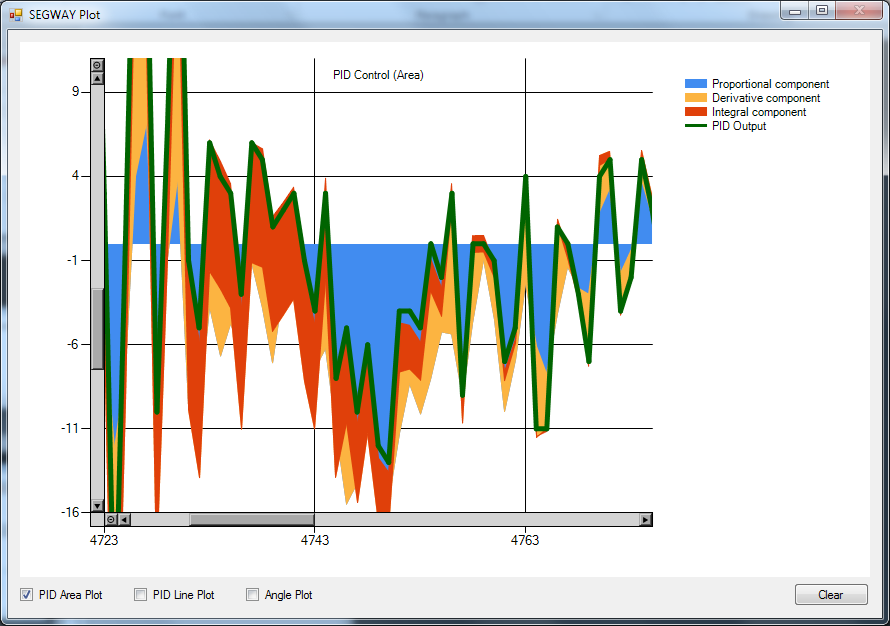 SEGWAY Plot
PID Control (Area)
Proportional component
Derivative component
Integral component
PID Output
9
4
-1
-6
-11
-16
4723
4743
4763
PID Area Plot
PID Line Plot
Angle Plot
Clear